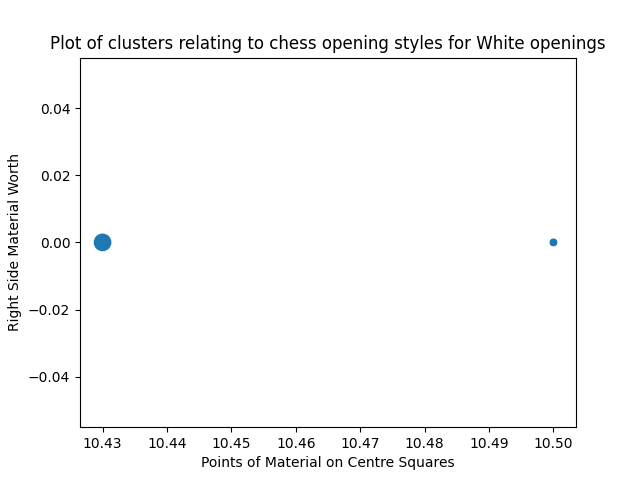 Plot of clusters relating to chess opening styles for White openings
Right Side Material Worth
0.04
0.02
0.00
−0.02
−0.04
10.43 10.44 10.45 10.46 10.47 10.48 10.49 10.50
Points of Material on Centre Squares